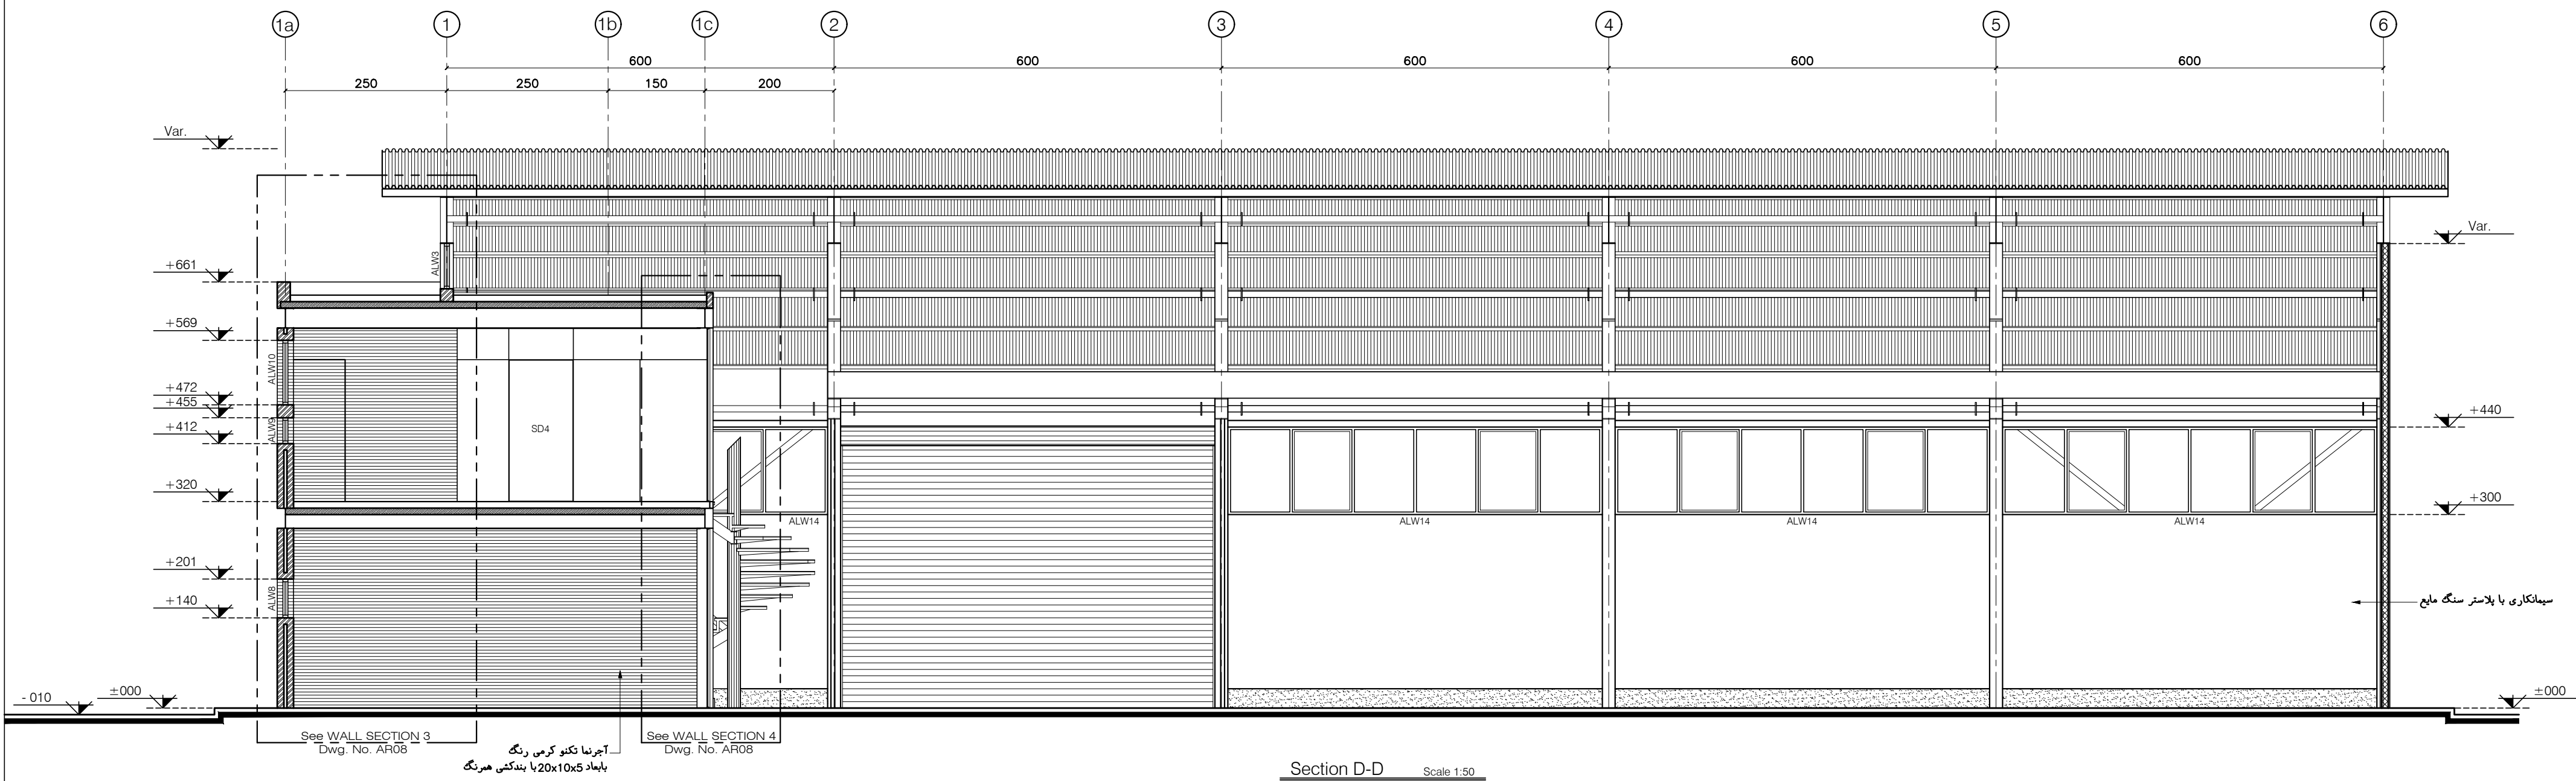 1a 1 1b 1c 2 3 4 5 6
600 600 600 600 600
250 250 150 200
Var.
Var.
ALW3
+661
+569
ALW10
+472
+455
ALW9
+412
+440
SD4
+320
+300
ALW14 ALW14 ALW14 ALW14
+201
ALW8
+140
سیمانکاری با پلاستر سنگ مایع
- 010 ±000 ±000
See WALL SECTION 3
Dwg. No. AR08
See WALL SECTION 4
Dwg. No. AR08
آجرنما تکنو کرمی رنگ
بابعاد 20x10x5 با بندکشی همرنگ
Section D-D Scale 1:50